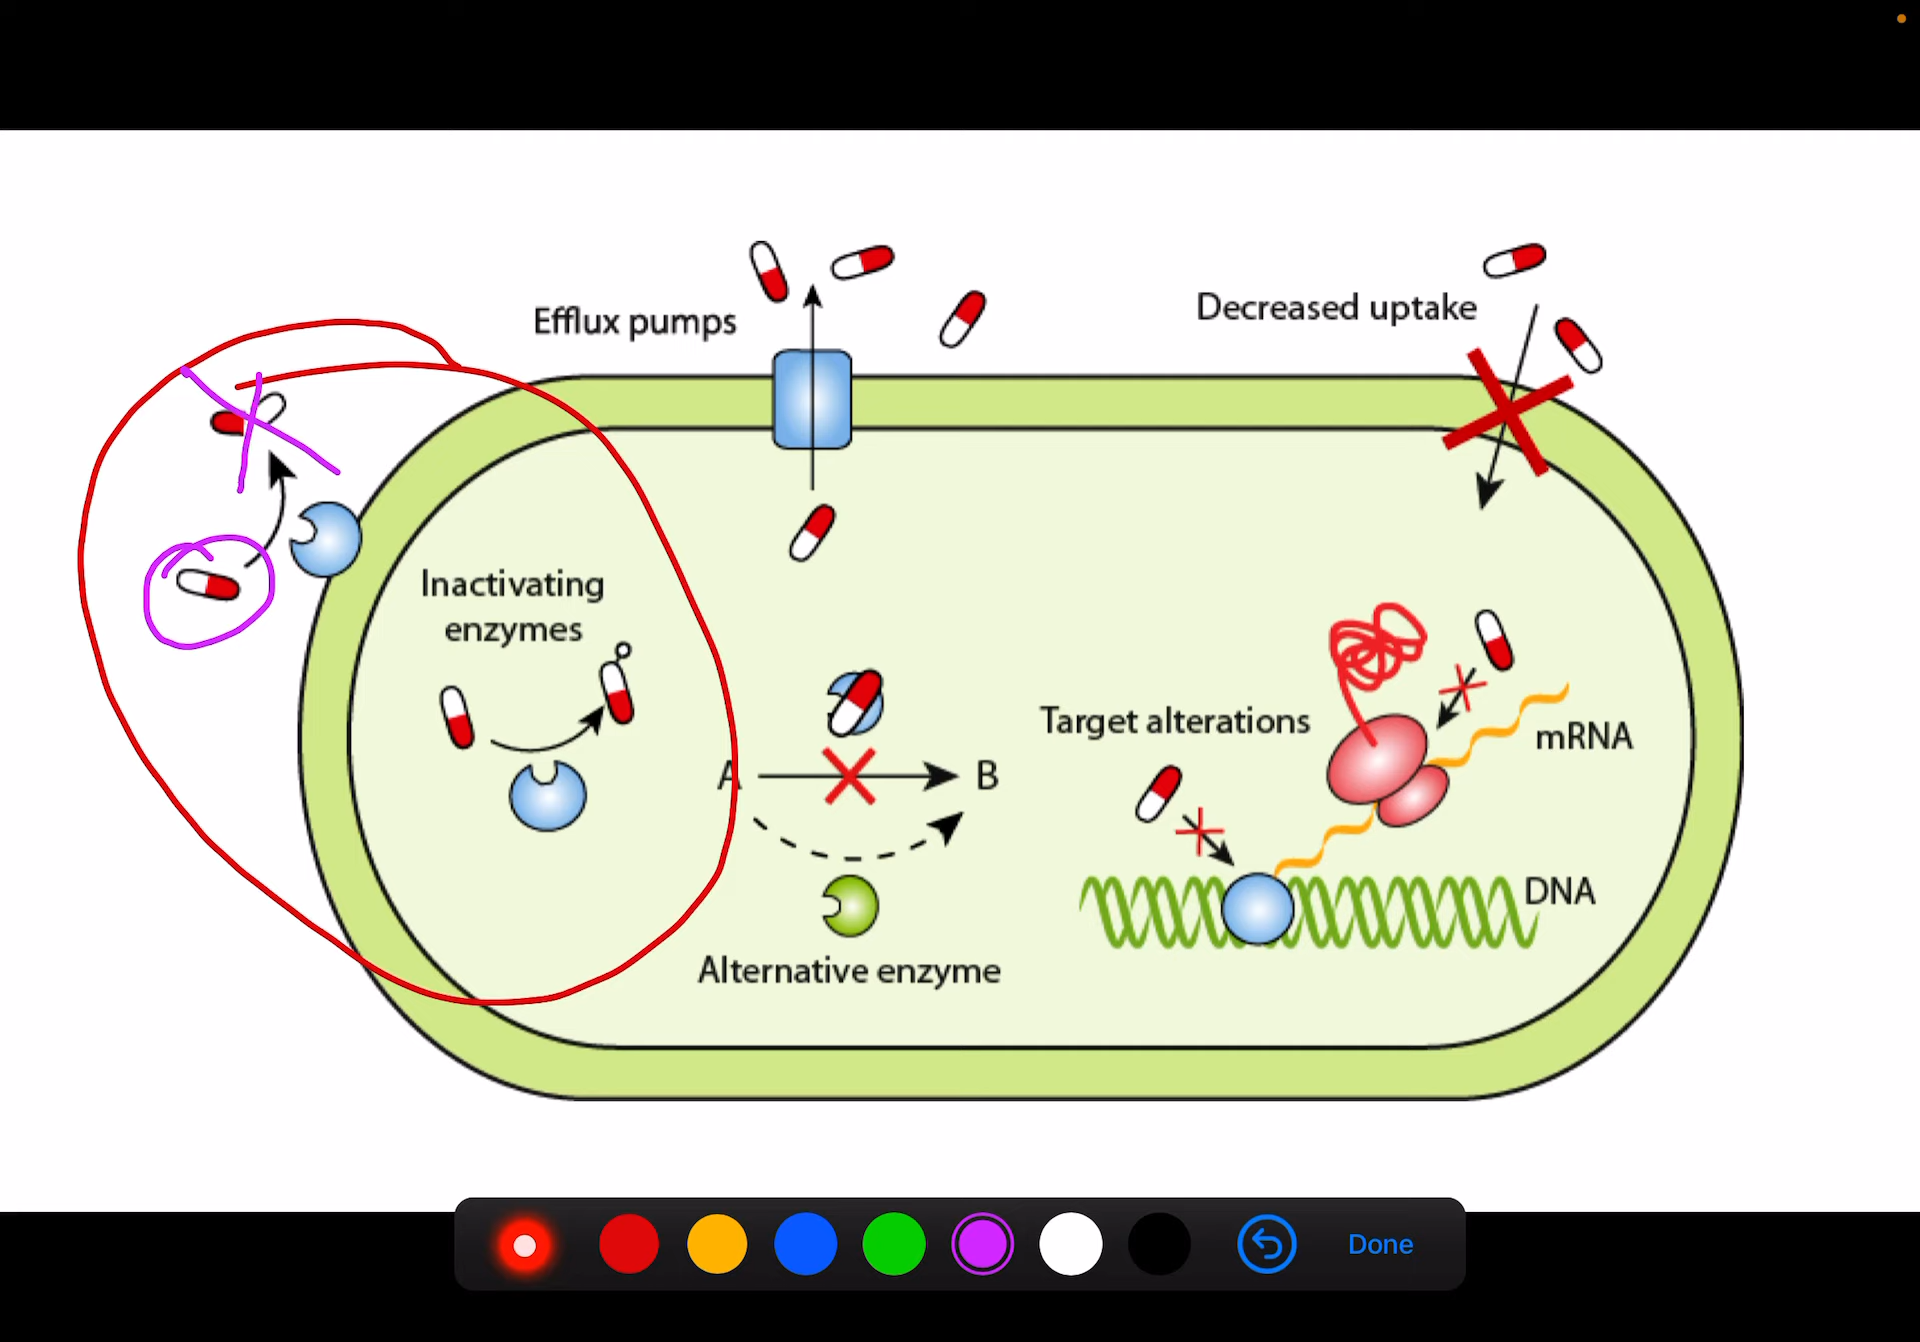 Efflux pumps
Decreased uptake
Inactivating
enzymes
Target alterations
mRNA
A
B
DNA
Alternative enzyme
Done